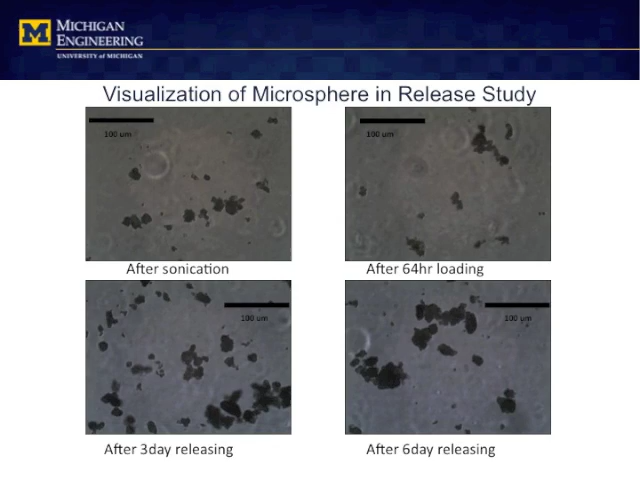 M
MICHIGAN
ENGINEERING
UNIVERSITY of MICHIGAN
Visualization of Microsphere in Release Study
100 um
100 um
After sonication
After 64hr loading
100 um
100 um
After 3day releasing
After 6day releasing